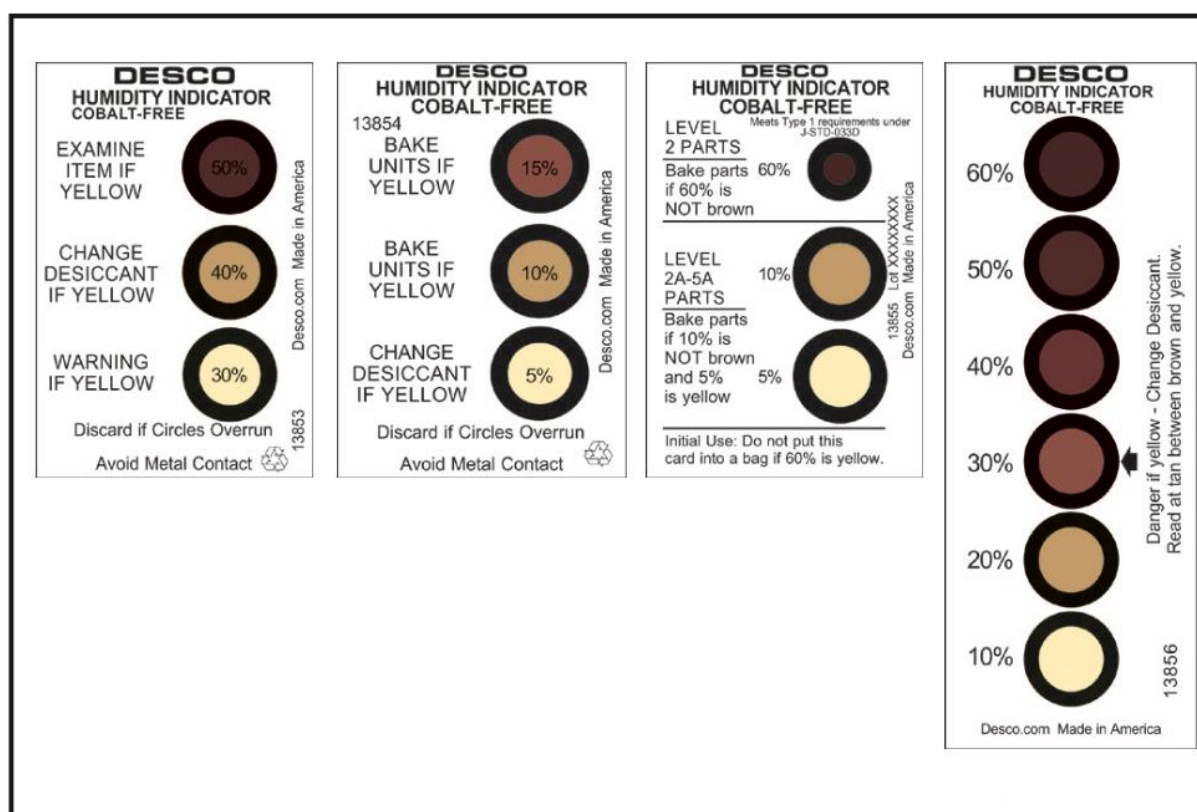 DESCO
HUMIDITY INDICATOR
COBALT-FREE
EXAMINE
ITEM IF
YELLOW
50%
CHANGE
DESICCANT
IF YELLOW
40%
WARNING
IF YELLOW
30%
Discard if Circles Overrun
Avoid Metal Contact
Desco.com Made in America
13853
DESCO
HUMIDITY INDICATOR
COBALT-FREE
13854
BAKE
UNITS IF
YELLOW
15%
BAKE
UNITS IF
YELLOW
10%
CHANGE
DESICCANT
IF YELLOW
5%
Discard if Circles Overrun
Avoid Metal Contact
Desco.com Made in America
DESCO
HUMIDITY INDICATOR
COBALT-FREE
Meets Type 1 requirements under
J-STD-033D
LEVEL
2 PARTS
Bake parts
if 60% is
NOT brown
60%
LEVEL
2A-5A
PARTS
10%
Bake parts
if 10% is
NOT brown
and 5%
is yellow
5%
Initial Use: Do not put this
card into a bag if 60% is yellow.
13855 Lot XXXXXXXX
Desco.com Made in America
DESCO
HUMIDITY INDICATOR
COBALT-FREE
60%
50%
40%
30%
20%
10%
Danger if yellow - Change Desiccant.
Read at tan between brown and yellow.
13856
Desco.com Made in America